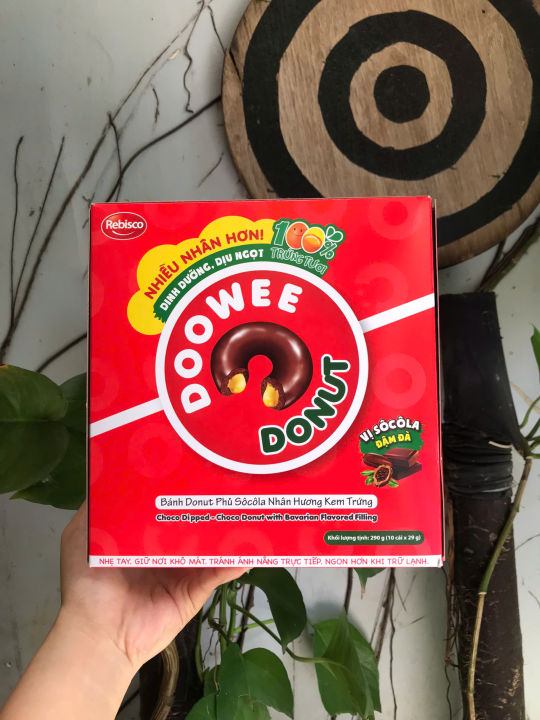 Rebisco
NHIỀU NHÂN HƠN!
DINH DƯỠNG, DỊU NGỌT
100%
TRỨNG TƯƠI
DOOWEE
DONUT
VỊ SÔCÔLA
ĐẬM ĐÀ
Bánh Donut Phủ Sôcôla Nhân Hương Kem Trứng
Choco Dipped - Choco Donut with Bavarian Flavored Filling
Khối lượng tịnh: 290 g (10 cái x 29 g)
NHẸ TAY. GIỮ NƠI KHÔ MÁT. TRÁNH ÁNH NẮNG TRỰC TIẾP. NGON HƠN KHI TRỮ LẠNH.